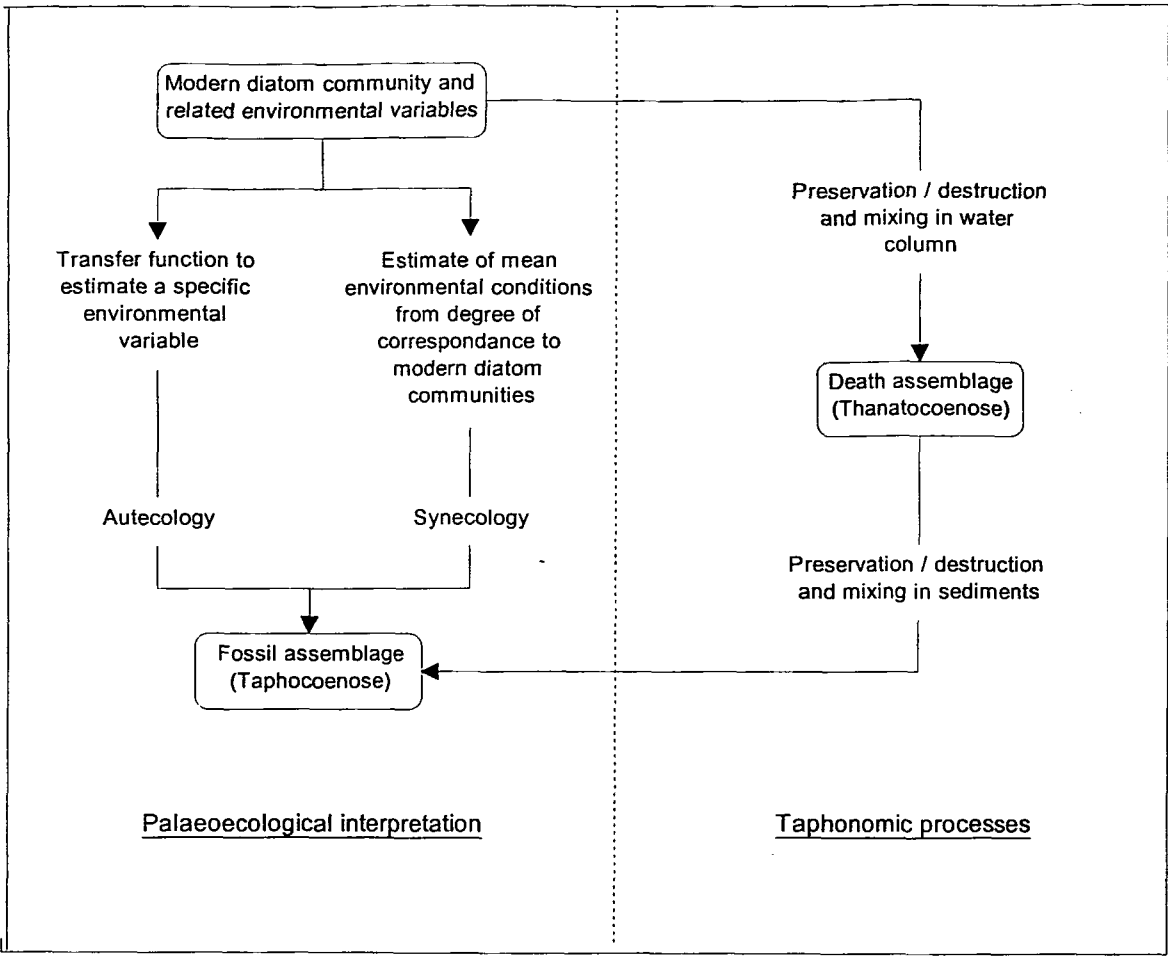 Modern diatom community and
related environmental variables
Transfer function to
estimate a specific
environmental
variable
Estimate of mean
environmental conditions
from degree of
correspondance to
modern diatom
communities
Autecology
Synecology
Fossil assemblage
(Taphocoenose)
Palaeoecological interpretation
Preservation / destruction
and mixing in water
column
Death assemblage
(Thanatocoenose)
Preservation / destruction
and mixing in sediments
Taphonomic processes